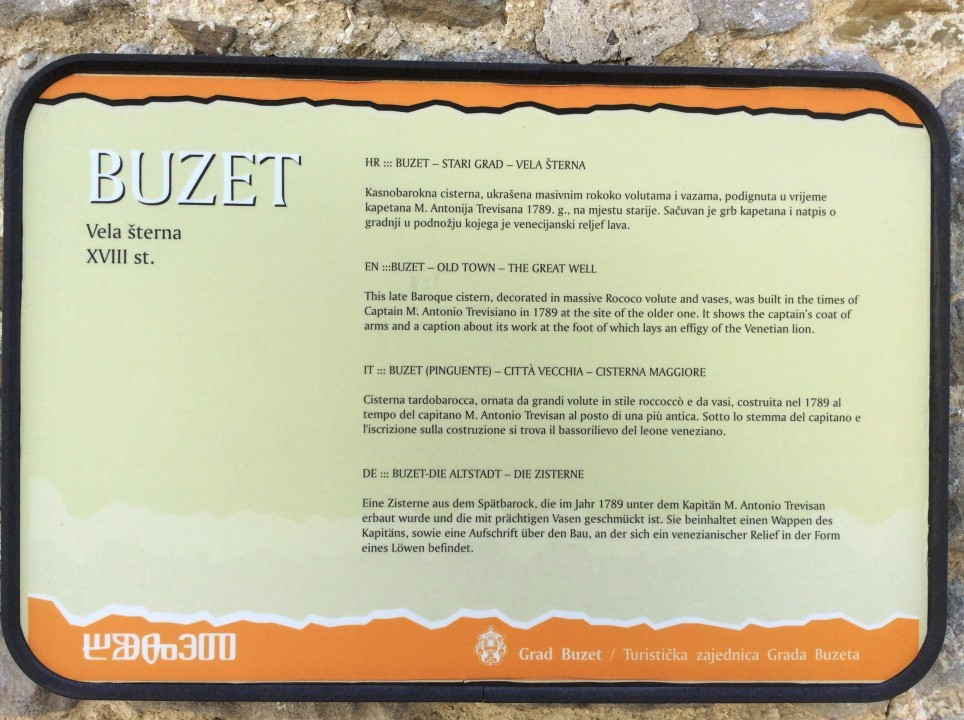 BUZET
Vela šterna
XVIII st.
HR ::: BUZET – STARI GRAD – VELA ŠTERNA
Kasnobarokna cisterna, ukrašena masivnim rokoko volutama i vazama, podignuta u vrijeme
kapetana M. Antonija Trevisana 1789. g., na mjestu starije. Sačuvan je grb kapetana i natpis o
gradnji u podnožju kojega je venecijanski reljef lava.
EN :::BUZET – OLD TOWN – THE GREAT WELL
This late Baroque cistern, decorated in massive Rococo volute and vases, was built in the times of
Captain M. Antonio Trevisiano in 1789 at the site of the older one. It shows the captain's coat of
arms and a caption about its work at the foot of which lays an effigy of the Venetian lion.
IT ::: BUZET (PINGUENTE) – CITTÀ VECCHIA – CISTERNA MAGGIORE
Cisterna tardobarocca, ornata da grandi volute in stile roccoccò e da vasi, costruita nel 1789 al
tempo del capitano M. Antonio Trevisan al posto di una più antica. Sotto lo stemma del capitano e
l'iscrizione sulla costruzione si trova il bassorilievo del leone veneziano.
DE ::: BUZET-DIE ALTSTADT – DIE ZISTERNE
Eine Zisterne aus dem Spätbarock, die im Jahr 1789 unter dem Kapitän M. Antonio Trevisan
erbaut wurde und die mit prächtigen Vasen geschmückt ist. Sie beinhaltet einen Wappen des
Kapitäns, sowie eine Aufschrift über den Bau, an der sich ein venezianischer Relief in der Form
eines Löwen befindet.
Grad Buzet / Turistička zajednica Grada Buzeta